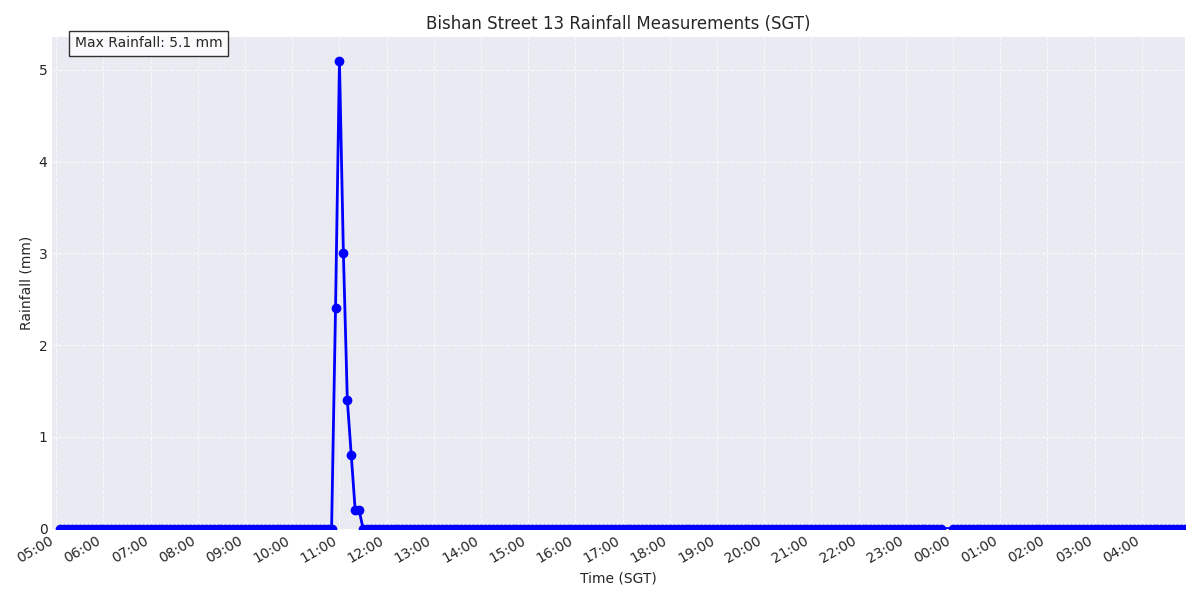 Bishan Street 13 Rainfall Measurements (SGT)
Max Rainfall: 5.1 mm
5
4
3
2
1
0
Rainfall (mm)
05:00 06:00 07:00 08:00 09:00 10:00 11:00 12:00 13:00 14:00 15:00 16:00 17:00 18:00 19:00 20:00 21:00 22:00 23:00 00:00 01:00 02:00 03:00 04:00
Time (SGT)